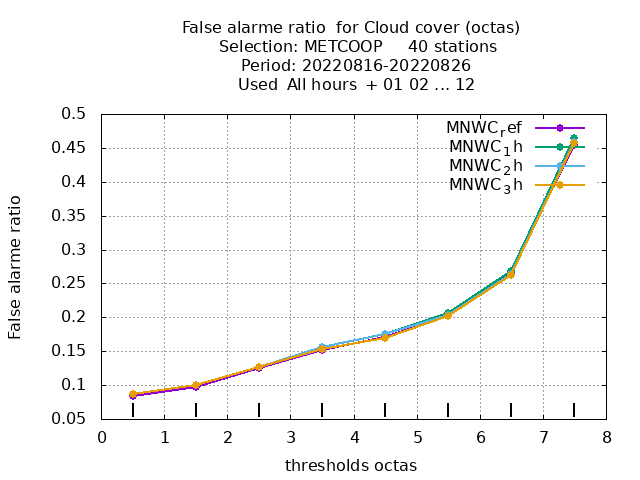 False alarme ratio  for Cloud cover (octas)
Selection: METCOOP     40 stations
Period: 20220816-20220826
Used  All hours  + 01 02 ... 12
MNWC_ref
MNWC_1h
MNWC_2h
MNWC_3h
False alarme ratio
0.5
0.45
0.4
0.35
0.3
0.25
0.2
0.15
0.1
0.05
0 1 2 3 4 5 6 7 8
thresholds octas